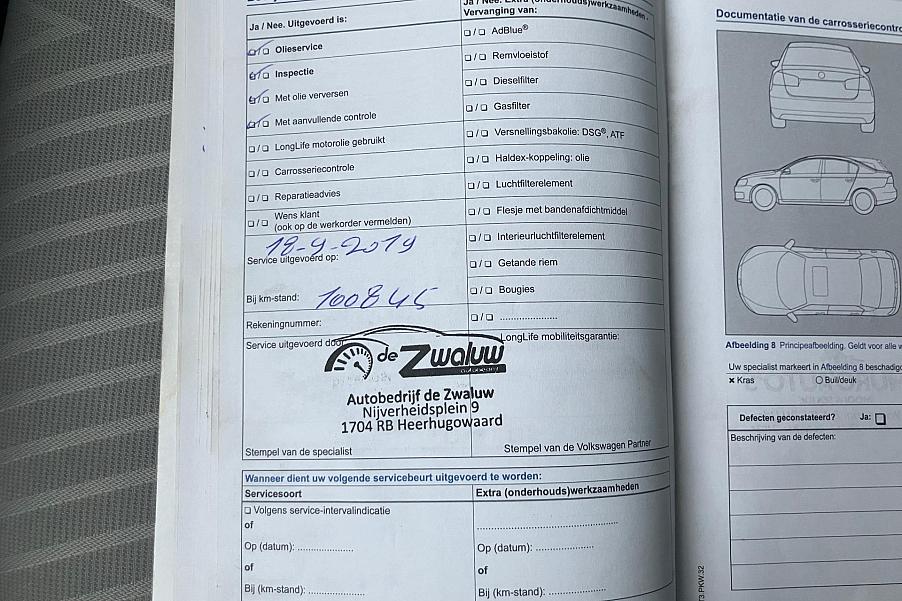 Ja / Nee. Uitgevoerd is:
Olieservice
Inspectie
Met olie verversen
Met aanvullende controle
LongLife motorolie gebruikt
Carrosseriecontrole
Reparatieadvies
Wens klant
(ook op de werkorder vermelden)
18-9-2019
Service uitgevoerd op:
Bij km-stand: 100845
Rekeningnummer:
Service uitgevoerd door
Ja / Nee. Extra (onderhouds)werkzaamheden.
Vervanging van:
AdBlue®
Remvloeistof
Dieselfilter
Gasfilter
Versnellingsbakolie: DSG®, ATF
Haldex-koppeling: olie
Luchtfilterelement
Flesje met bandenafdichtmiddel
Interieurluchtfilterelement
Getande riem
Bougies
....................
LongLife mobiliteitsgarantie:
de Zwaluw
autobedrijf
Autobedrijf de Zwaluw
Nijverheidsplein 9
1704 RB Heerhugowaard
Stempel van de specialist
Stempel van de Volkswagen Partner
Wanneer dient uw volgende servicebeurt uitgevoerd te worden:
Servicesoort
Extra (onderhouds)werkzaamheden
Volgens service-intervalindicatie
of
Op (datum): ...................
of
Bij (km-stand): ...................
Op (datum): ...................
of
Bij (km-stand): ...................
Documentatie van de carrosseriecontro
Afbeelding 8 Principeafbeelding. Geldt voor alle
Uw specialist markeert in Afbeelding 8 beschadig
x Kras
Buil/deuk
Defecten geconstateerd? Ja:
Beschrijving van de defecten:
T3.PKW.32